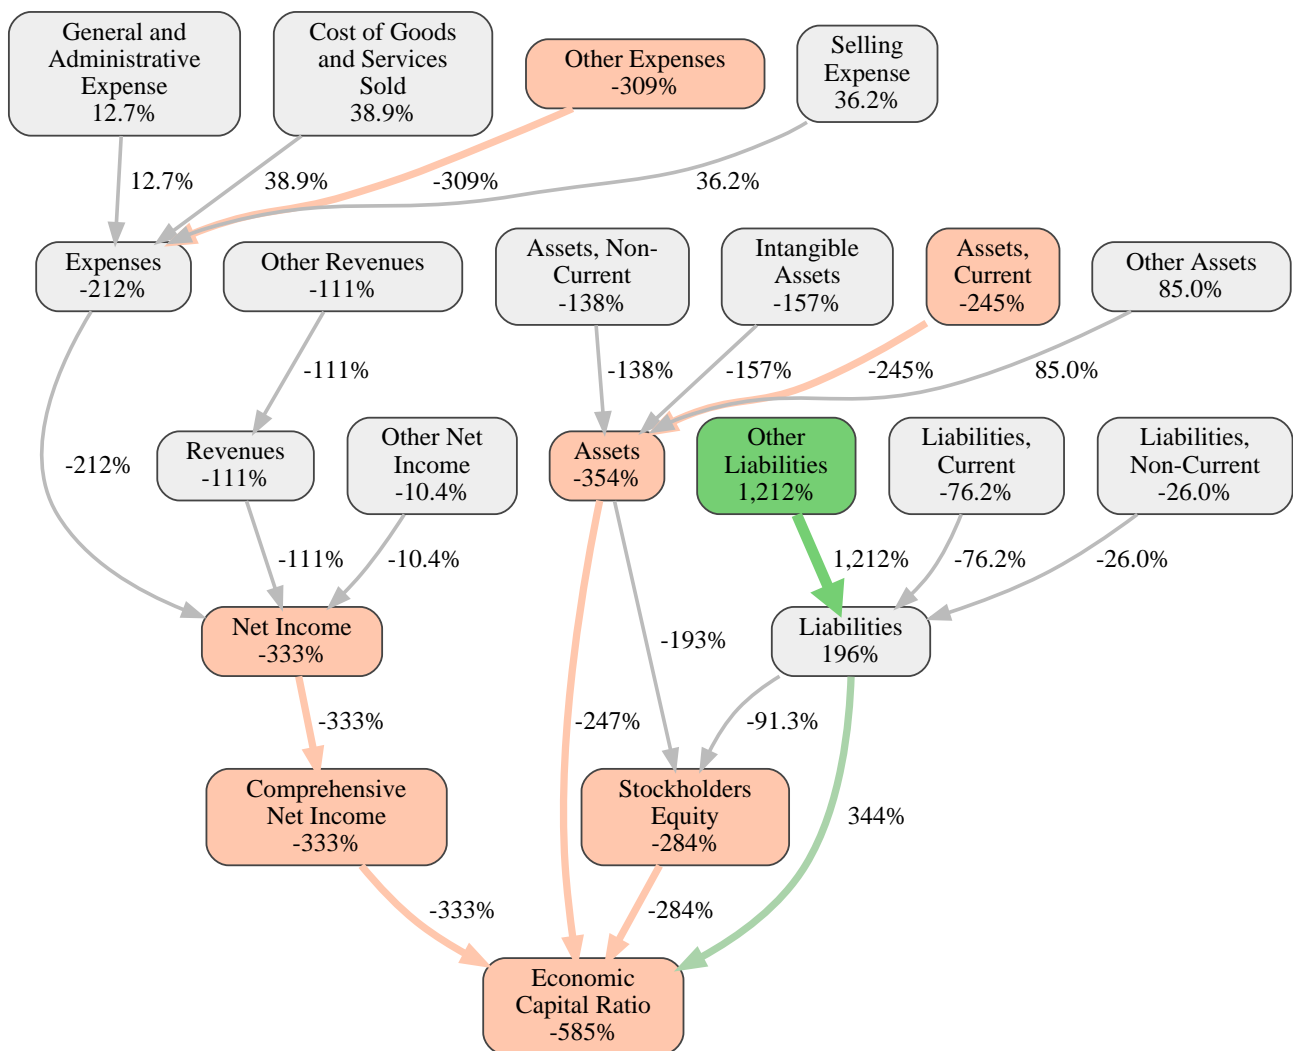 General and
Administrative
Expense
12.7%
Cost of Goods
and Services
Sold
38.9%
Other Expenses
-309%
Selling
Expense
36.2%
12.7%
38.9%
-309%
36.2%
Expenses
-212%
Other Revenues
-111%
Assets, Non-
Current
-138%
Intangible
Assets
-157%
Assets,
Current
-245%
Other Assets
85.0%
-111%
-138%
-157%
-245%
85.0%
-212%
Revenues
-111%
Other Net
Income
-10.4%
Assets
-354%
Other
Liabilities
1,212%
Liabilities,
Current
-76.2%
Liabilities,
Non-Current
-26.0%
-111%
-10.4%
1,212%
-76.2%
-26.0%
Net Income
-333%
-193%
Liabilities
196%
-333%
-247%
-91.3%
Comprehensive
Net Income
-333%
Stockholders
Equity
-284%
344%
-333%
-284%
Economic
Capital Ratio
-585%